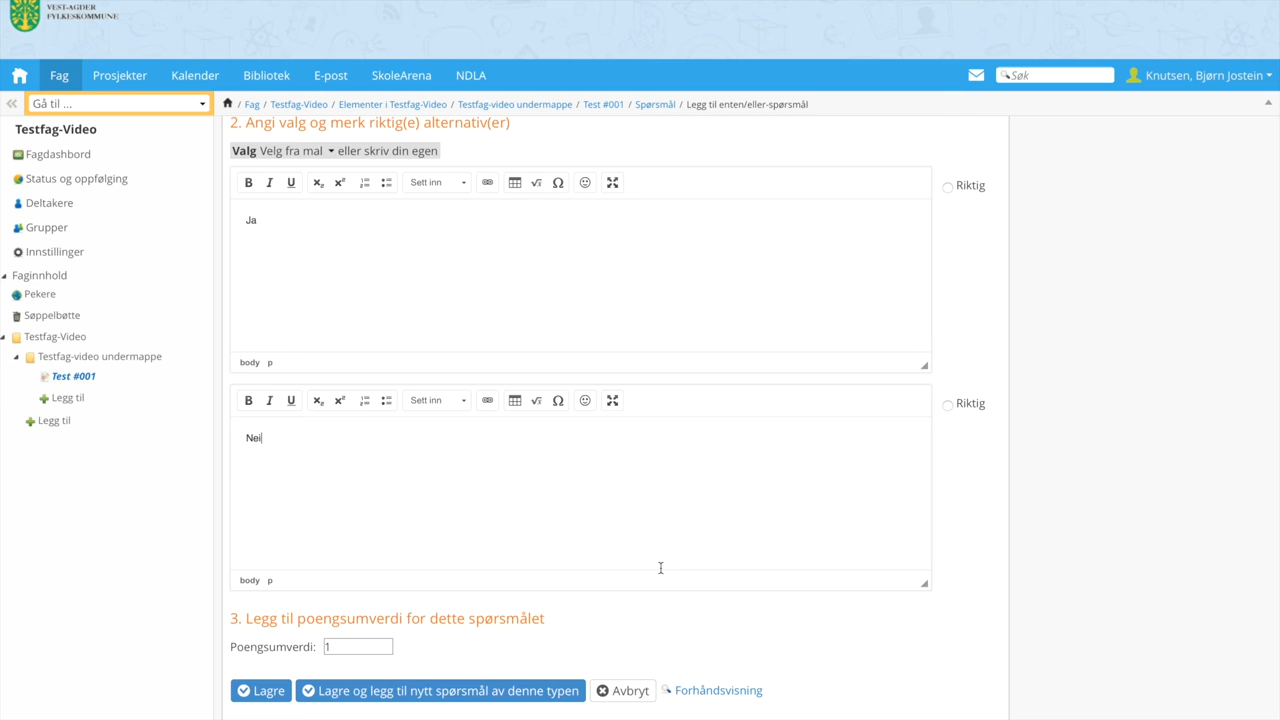 VEST-AGDER
FYLKESKOMMUNE
Fag Prosjekter Kalender Bibliotek E-post SkoleArena NDLA Søk Knutsen, Bjørn Jostein
Gå til ... / Fag / Testfag-Video / Elementer i Testfag-Video / Testfag-video undermappe / Test #001 / Spørsmål / Legg til enten/eller-spørsmål
Testfag-Video
Fagdashbord
Status og oppfølging
Deltakere
Grupper
Innstillinger
Faginnhold
Pekere
Søppelbøtte
Testfag-Video
Testfag-video undermappe
Test #001
Legg til
Legg til
2. Angi valg og merk riktig(e) alternativ(er)
Valg Velg fra mal eller skriv din egen
B I U x₂ x² Sett inn √x Ω Riktig
Ja
body p
B I U x₂ x² Sett inn √x Ω Riktig
Nei
body p
3. Legg til poengsumverdi for dette spørsmålet
Poengsumverdi: 1
Lagre Lagre og legg til nytt spørsmål av denne typen Avbryt Forhåndsvisning